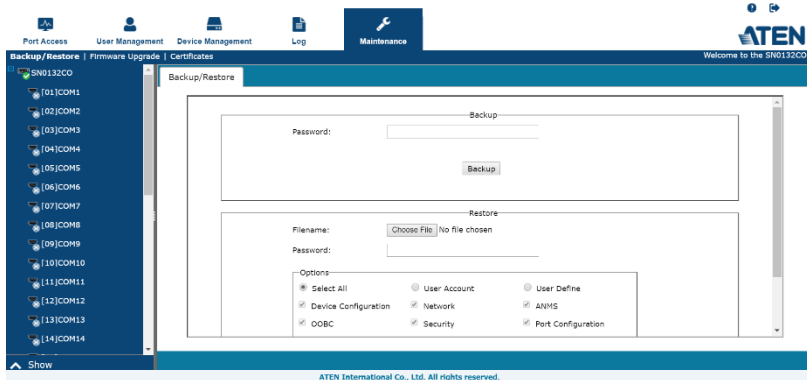 Port Access
User Management
Device Management
Log
Maintenance
ATEN
Backup/Restore | Firmware Upgrade | Certificates
Welcome to the SN0132CO
SN0132CO
[01]COM1
[02]COM2
[03]COM3
[04]COM4
[05]COM5
[06]COM6
[07]COM7
[08]COM8
[09]COM9
[10]COM10
[11]COM11
[12]COM12
[13]COM13
[14]COM14
Show
Backup/Restore
Backup
Password:
Backup
Restore
Filename: Choose File No file chosen
Password:
Options
Select All User Account User Define
Device Configuration Network ANMS
OOBC Security Port Configuration
ATEN International Co., Ltd. All rights reserved.